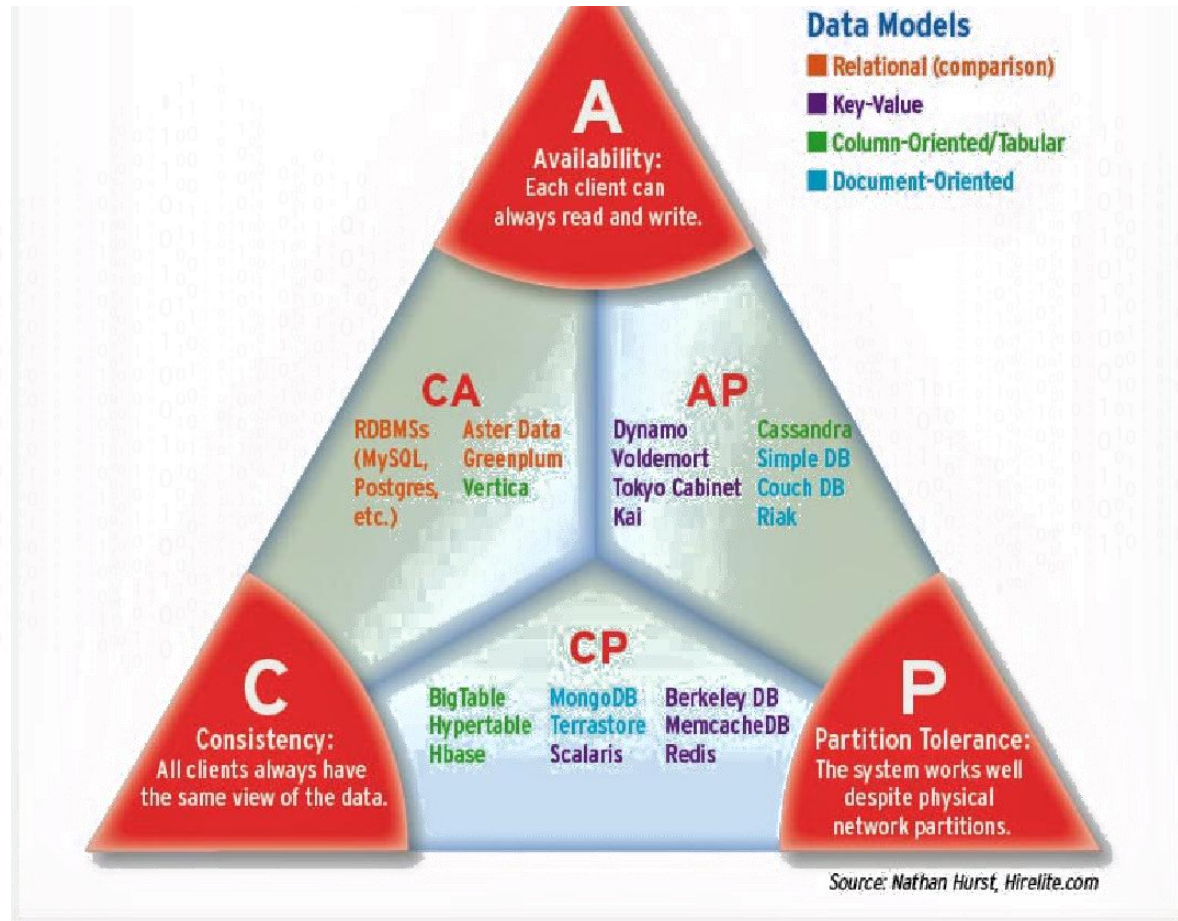 Data Models
Relational (comparison)
Key-Value
Column-Oriented/Tabular
Document-Oriented
A
Availability:
Each client can
always read and write.
CA
RDBMSs
(MySQL,
Postgres,
etc.)
Aster Data
Greenplum
Vertica
AP
Dynamo
Voldemort
Tokyo Cabinet
Kai
Cassandra
Simple DB
Couch DB
Riak
CP
BigTable
Hypertable
Hbase
MongoDB
Terrastore
Scalaris
Berkeley DB
MemcacheDB
Redis
C
Consistency:
All clients always have
the same view of the data.
P
Partition Tolerance:
The system works well
despite physical
network partitions.
Source: Nathan Hurst, Hirelite.com